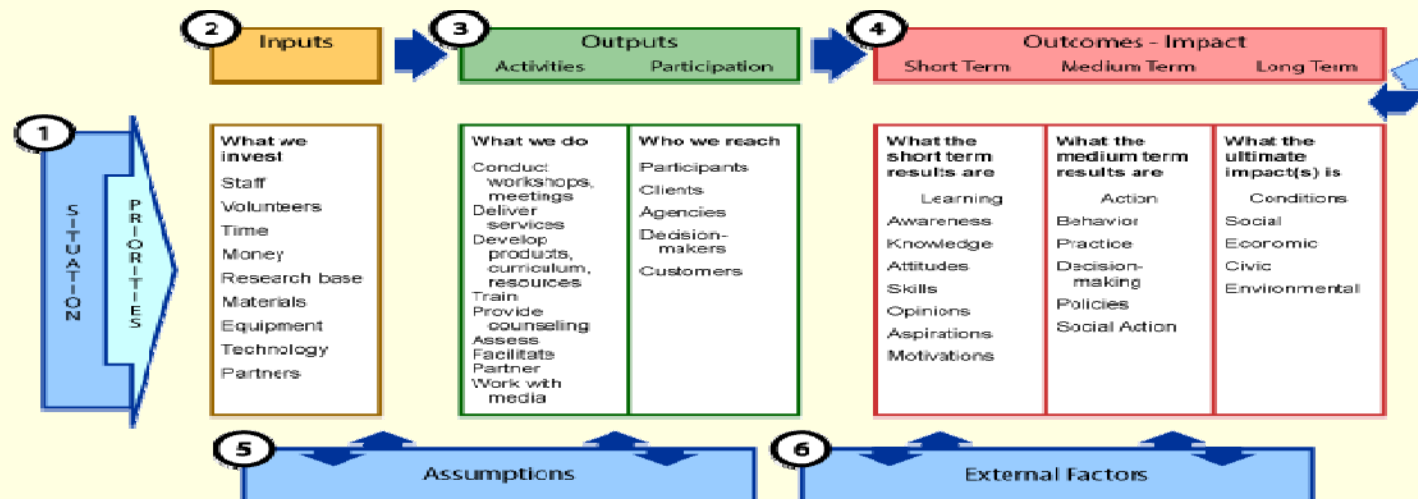 2
Inputs
3
Outputs
Activities
Participation
4
Outcomes - Impact
Short Term
Medium Term
Long Term
1
SITUATION
PRIORITIES
What we
invest
Staff
Volunteers
Time
Money
Research base
Materials
Equipment
Technology
Partners
What we do
Conduct
workshops,
meetings
Deliver
services
Develop
products,
curriculum,
resources
Train
Provide
counseling
Assess
Facilitate
Partner
Work with
media
Who we reach
Participants
Clients
Agencies
Decision-
makers
Customers
What the
short term
results are
Learning
Awareness
Knowledge
Attitudes
Skills
Opinions
Aspirations
Motivations
What the
medium term
results are
Action
Behavior
Practice
Decision-
making
Policies
Social Action
What the
ultimate
impact(s) is
Conditions
Social
Economic
Civic
Environmental
5
Assumptions
6
External Factors